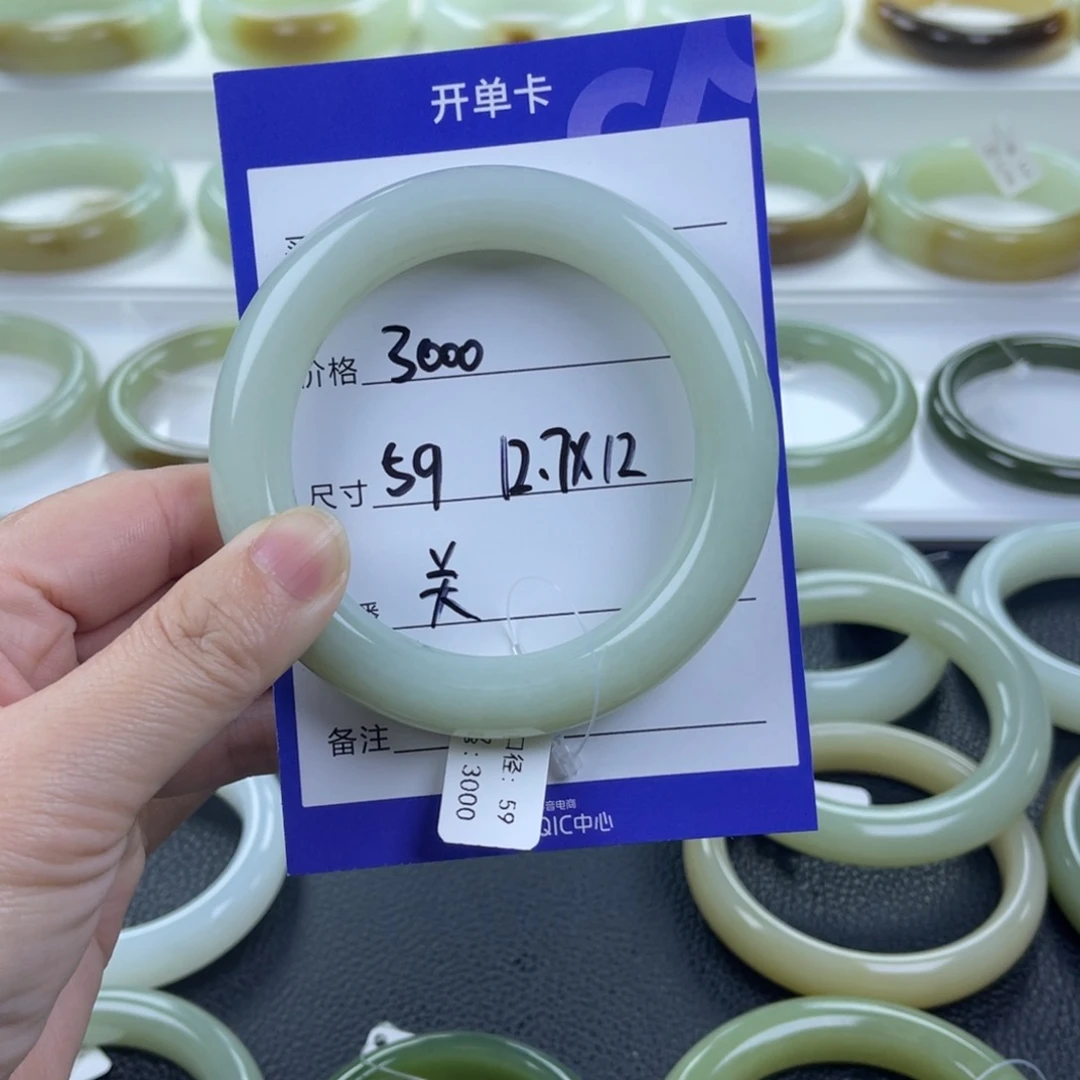 开单卡
价格 3000
尺寸 59 12.7X12
关
备注
口径: 59
: 3000
音电商
QIC中心